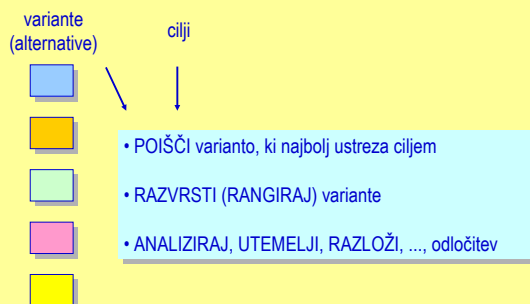 variante
(alternative)
cilji
• POIŠČI varianto, ki najbolj ustreza ciljem
• RAZVRSTI (RANGIRAJ) variante
• ANALIZIRAJ, UTEMELJI, RAZLOŽI, ..., odločitev